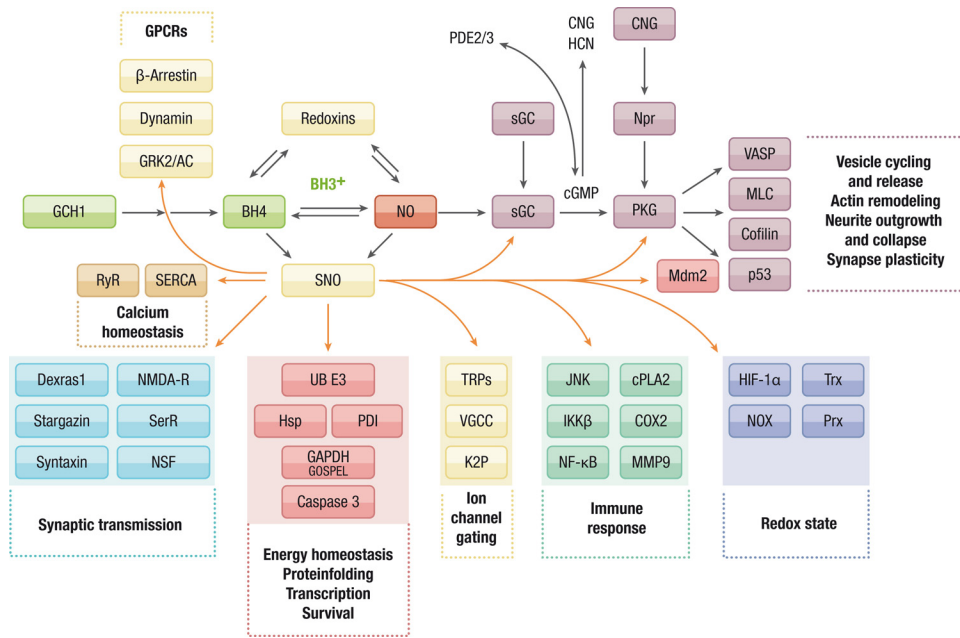 GPCRs
β-Arrestin
Dynamin
GRK2/AC
Redoxins
PDE2/3
CNG
HCN
CNG
sGC
Npr
GCH1
BH4
BH3+
NO
sGC
cGMP
PKG
VASP
MLC
Cofilin
p53
Mdm2
Vesicle cycling
and release
Actin remodeling
Neurite outgrowth
and collapse
Synapse plasticity
RyR
SERCA
SNO
Calcium
homeostasis
Dexras1
NMDA-R
Stargazin
SerR
Syntaxin
NSF
Synaptic transmission
UB E3
Hsp
PDI
GAPDH
GOSPEL
Caspase 3
Energy homeostasis
Proteinfolding
Transcription
Survival
TRPs
VGCC
K2P
Ion
channel
gating
JNK
cPLA2
IKKβ
COX2
NF-κB
MMP9
Immune
response
HIF-1α
Trx
NOX
Prx
Redox state